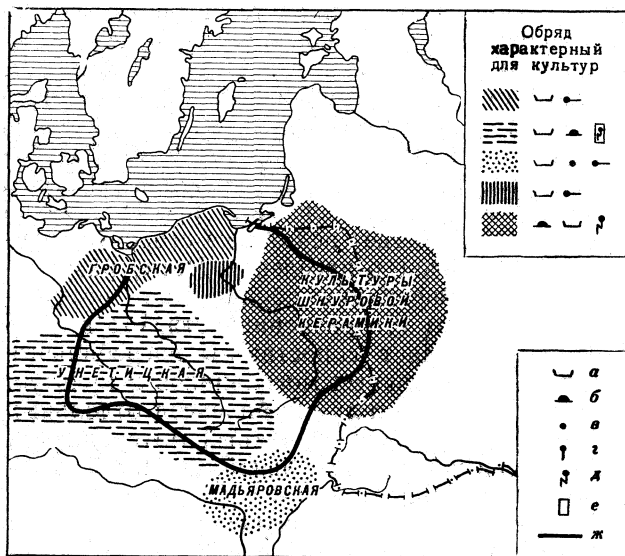 Обряд
характерный
для культур
ГРОБСКАЯ
КУЛЬТУРЫ
ШНУРОВОЙ
КЕРАМИКИ
УНЕТИЦКАЯ
МАДЬЯРОВСКАЯ
а
б
в
г
д
е
ж